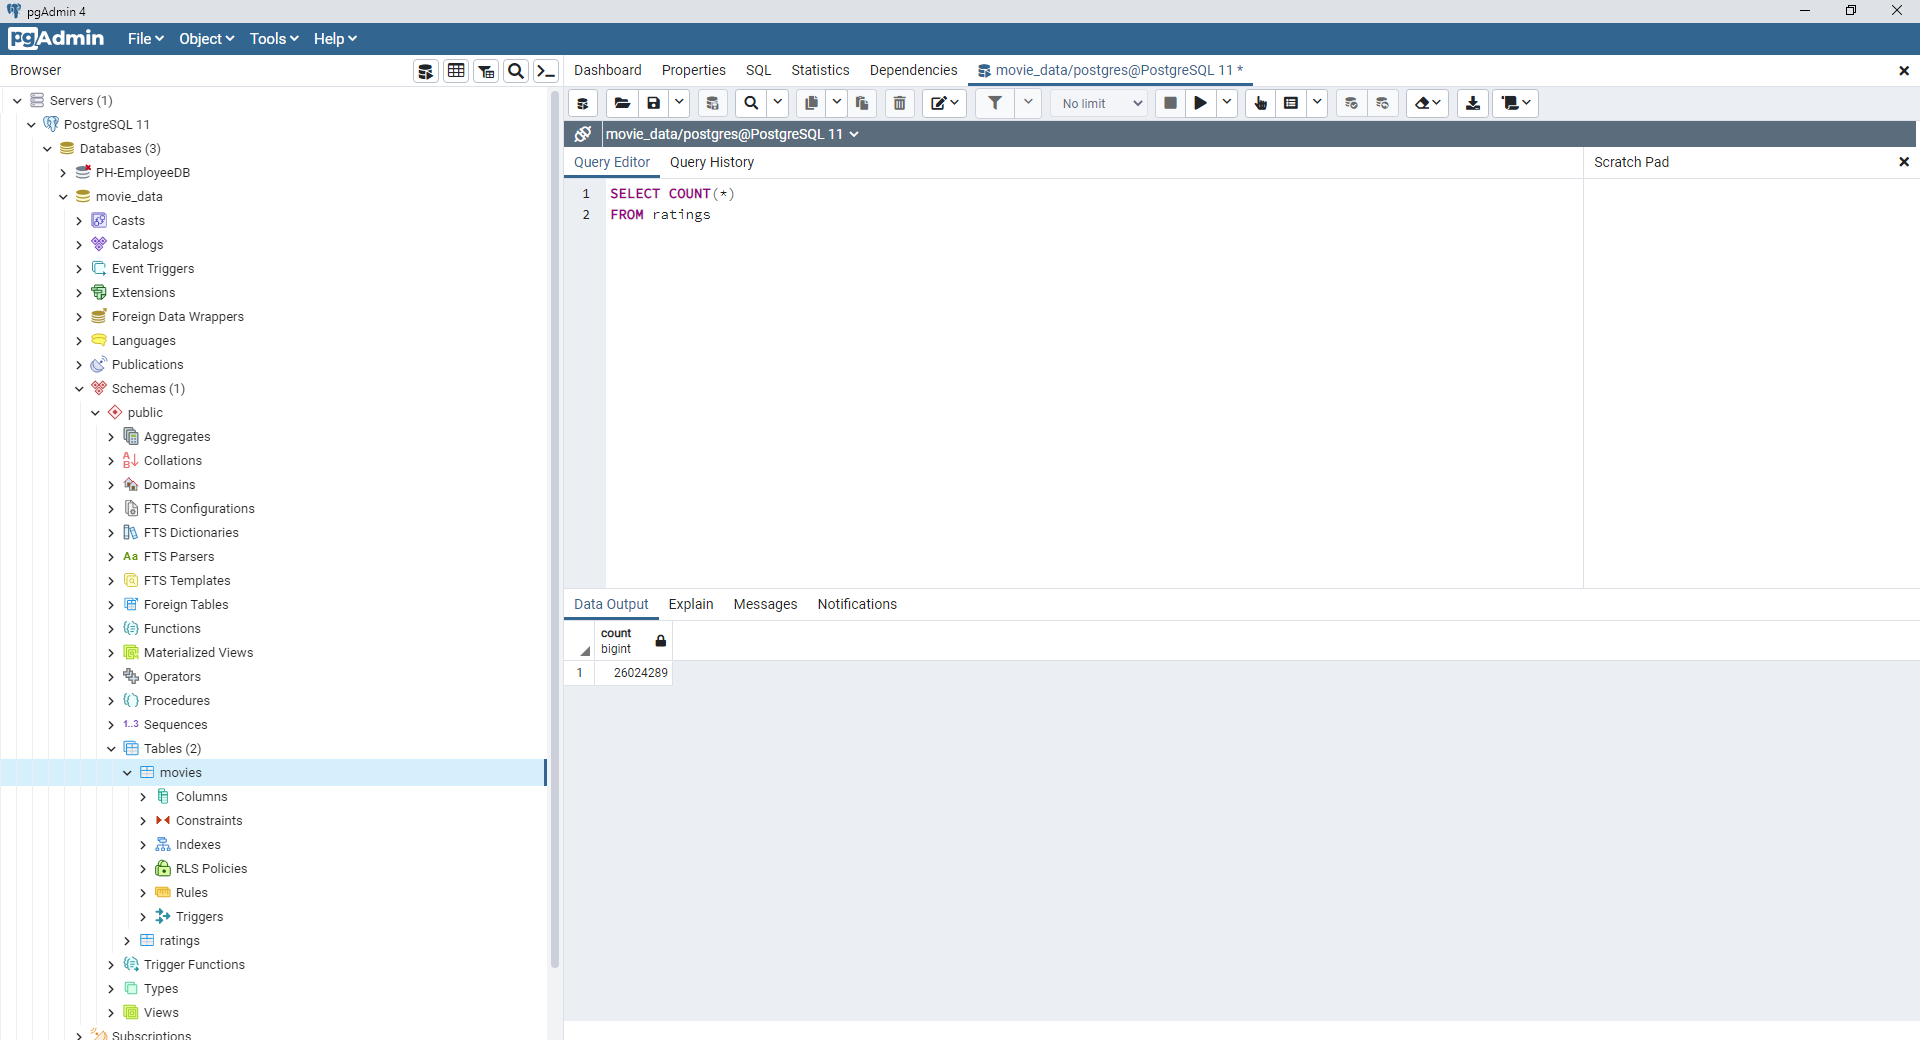 pgAdmin 4
pgAdmin File Object Tools Help
Browser
Dashboard Properties SQL Statistics Dependencies movie_data/postgres@PostgreSQL 11 *
No limit
movie_data/postgres@PostgreSQL 11
Query Editor Query History
Scratch Pad
1 SELECT COUNT(*)
2 FROM ratings
Servers (1)
PostgreSQL 11
Databases (3)
PH-EmployeeDB
movie_data
Casts
Catalogs
Event Triggers
Extensions
Foreign Data Wrappers
Languages
Publications
Schemas (1)
public
Aggregates
Collations
Domains
FTS Configurations
FTS Dictionaries
Aa FTS Parsers
FTS Templates
Foreign Tables
Functions
Materialized Views
Operators
Procedures
1..3 Sequences
Tables (2)
movies
Columns
Constraints
Indexes
RLS Policies
Rules
Triggers
ratings
Trigger Functions
Types
Views
Subscriptions
Data Output Explain Messages Notifications
count
bigint
1 26024289